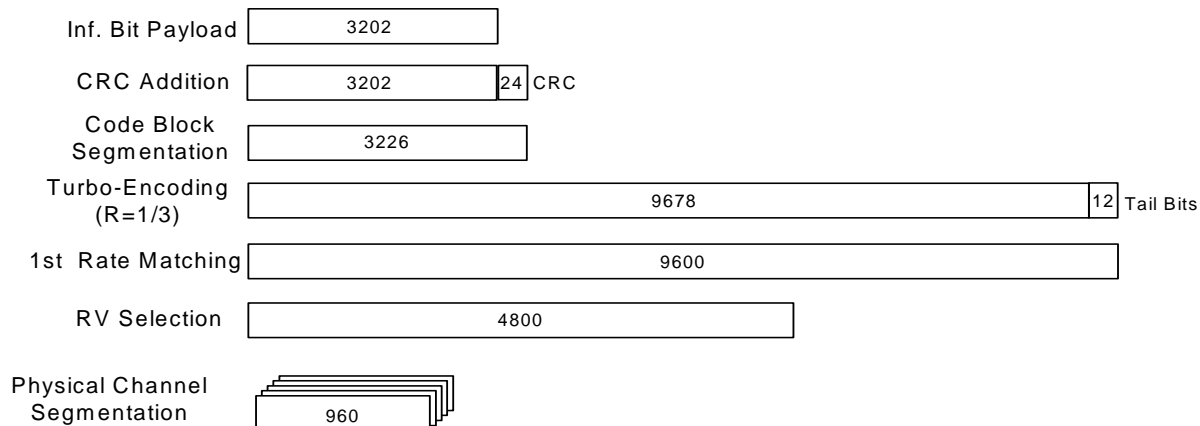 Inf. Bit Payload 3202
CRC Addition 3202 24 CRC
Code Block
Segmentation 3226
Turbo-Encoding
(R=1/3) 9678 12 Tail Bits
1st Rate Matching 9600
RV Selection 4800
Physical Channel
Segmentation 960